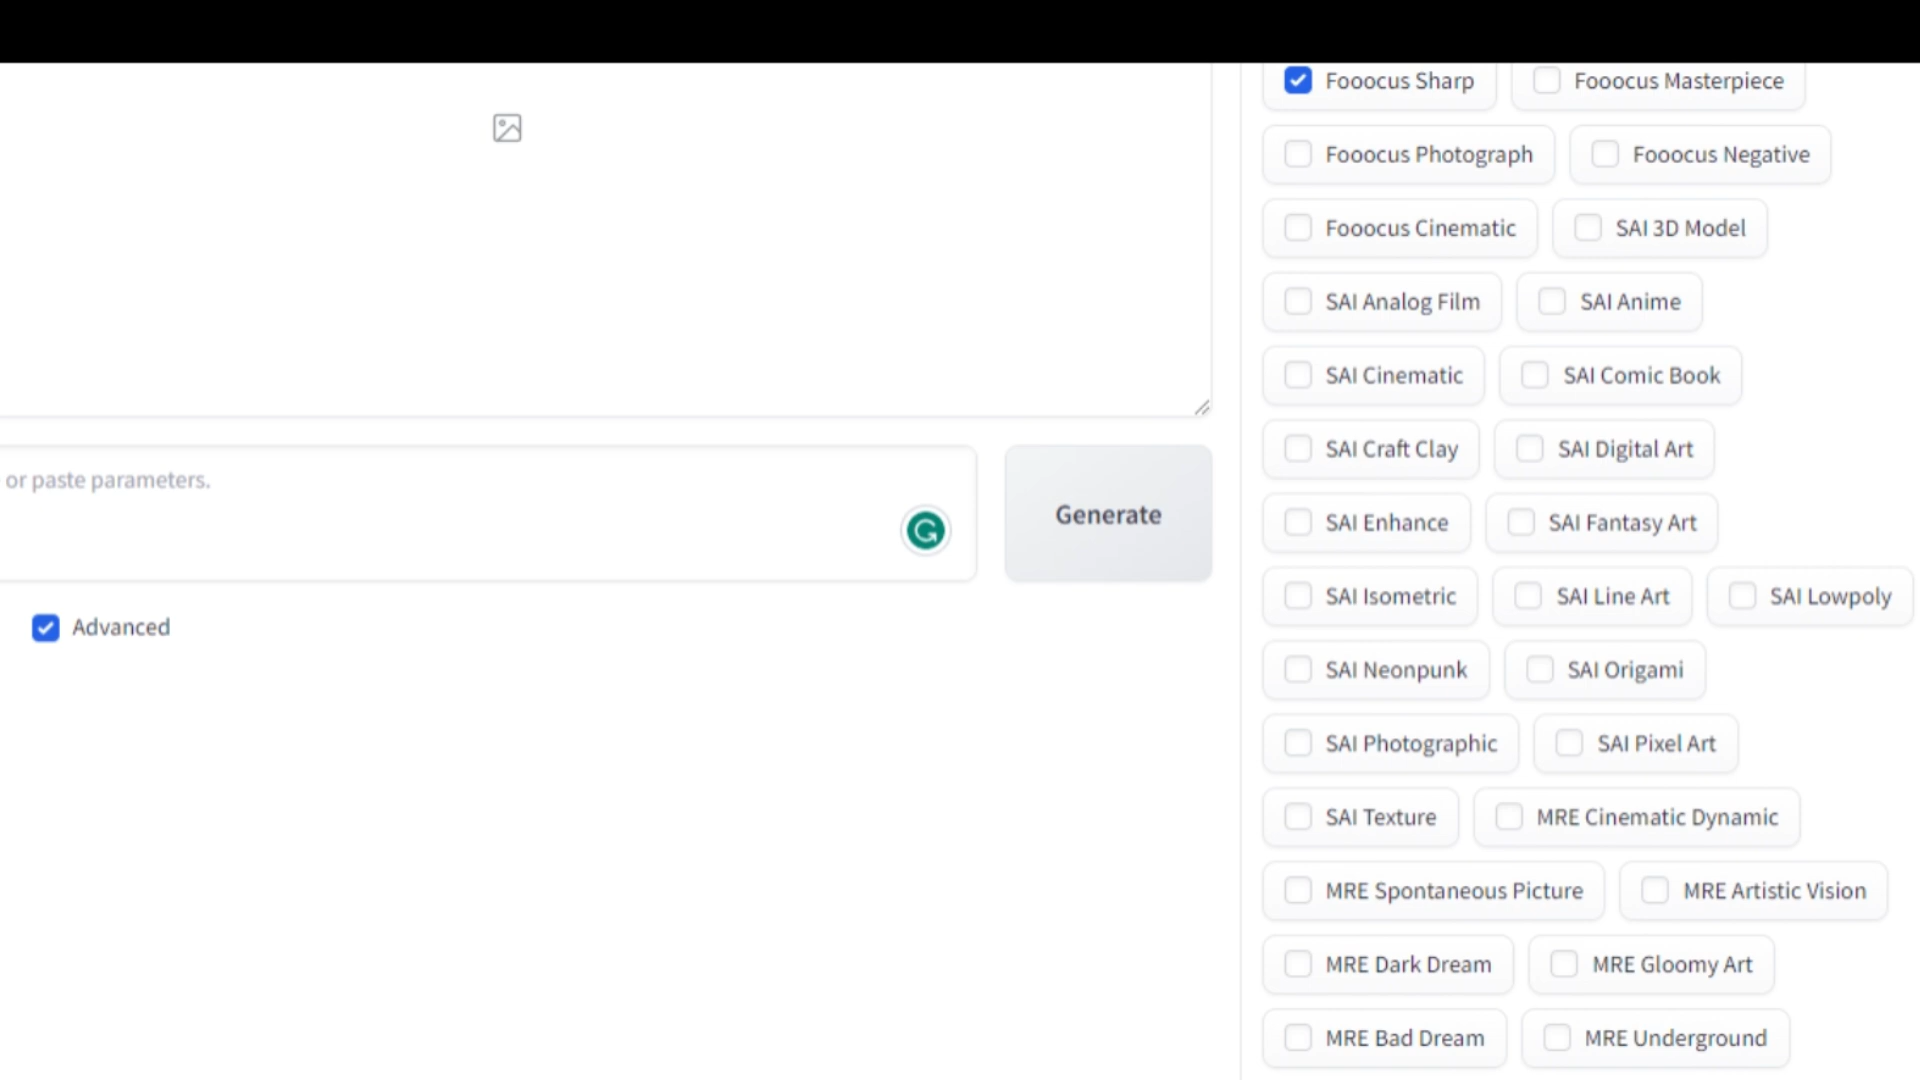 or paste parameters.
Generate
Advanced
Fooocus Sharp Fooocus Masterpiece
Fooocus Photograph Fooocus Negative
Fooocus Cinematic SAI 3D Model
SAI Analog Film SAI Anime
SAI Cinematic SAI Comic Book
SAI Craft Clay SAI Digital Art
SAI Enhance SAI Fantasy Art
SAI Isometric SAI Line Art SAI Lowpoly
SAI Neonpunk SAI Origami
SAI Photographic SAI Pixel Art
SAI Texture MRE Cinematic Dynamic
MRE Spontaneous Picture MRE Artistic Vision
MRE Dark Dream MRE Gloomy Art
MRE Bad Dream MRE Underground